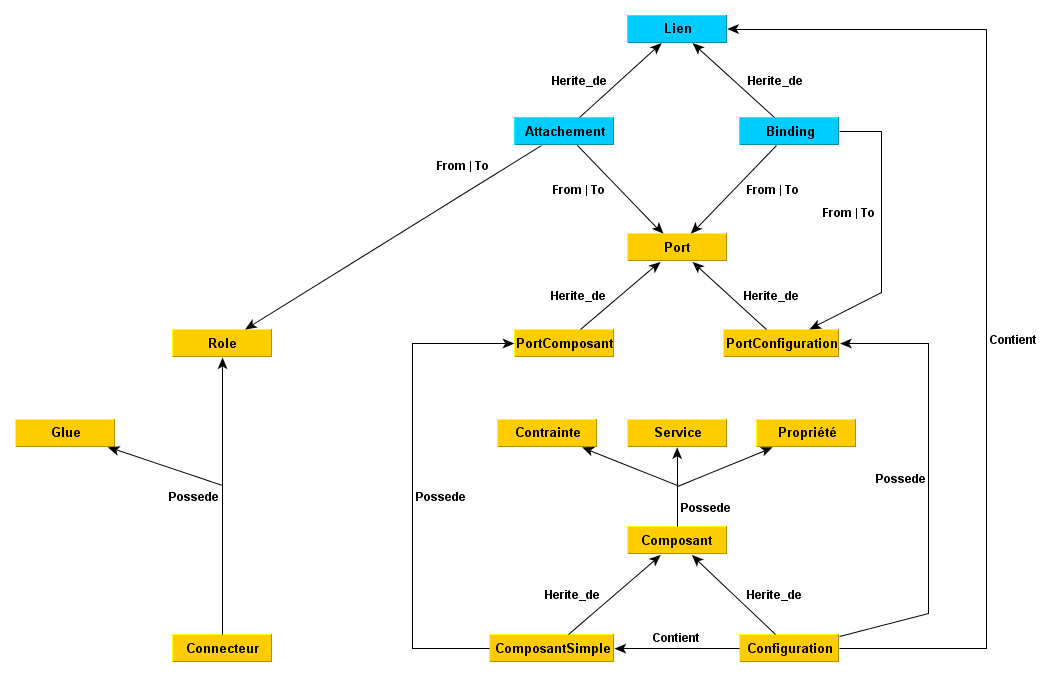 Lien
Herite_de
Herite_de
Attachement
Binding
From | To
From | To
From | To
From | To
Port
Herite_de
Herite_de
Role
PortComposant
PortConfiguration
Contient
Glue
Contrainte
Service
Propriété
Possede
Possede
Possede
Possede
Composant
Herite_de
Herite_de
Contient
Connecteur
ComposantSimple
Configuration